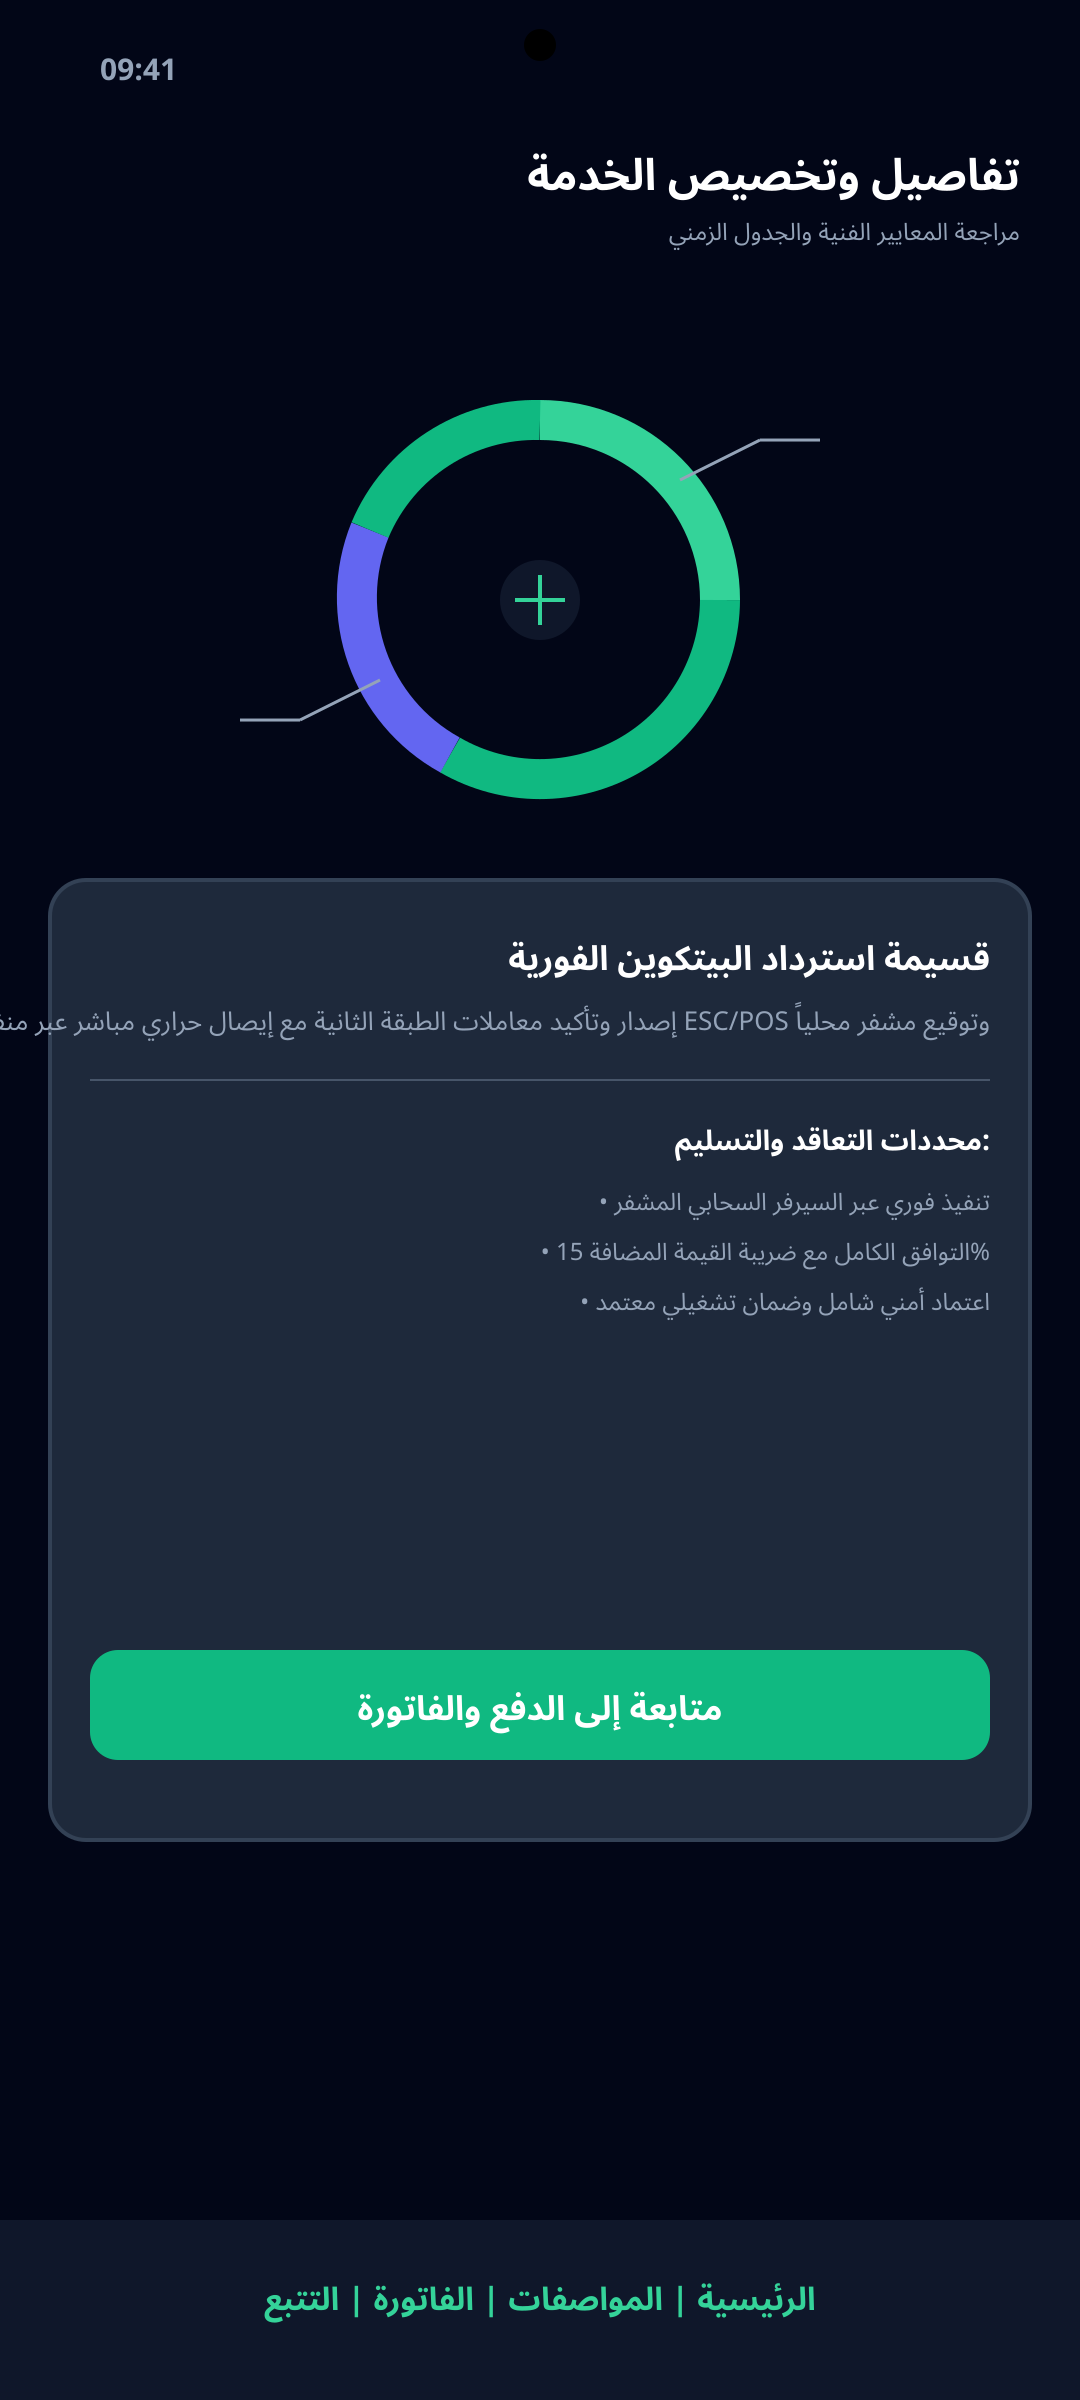 09:41
تفاصيل وتخصيص الخدمة
مراجعة المعايير الفنية والجدول الزمني
قسيمة استرداد البيتكوين الفورية
وتوقيع مشفر محلياً ESC/POS إصدار وتأكيد معاملات الطبقة الثانية مع إيصال حراري مباشر عبر
:محددات التعاقد والتسليم
تنفيذ فوري عبر السيرفر السحابي المشفر •
%التوافق الكامل مع ضريبة القيمة المضافة 15 •
اعتماد أمني شامل وضمان تشغيلي معتمد •
متابعة إلى الدفع والفاتورة
الرئيسية | المواصفات | الفاتورة | التتبع